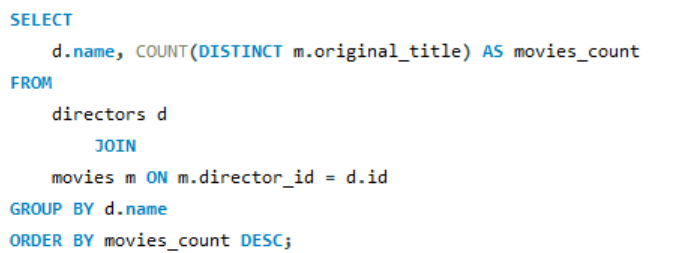 SELECT
d.name, COUNT(DISTINCT m.original_title) AS movies_count
FROM
directors d
JOIN
movies m ON m.director_id = d.id
GROUP BY d.name
ORDER BY movies_count DESC;